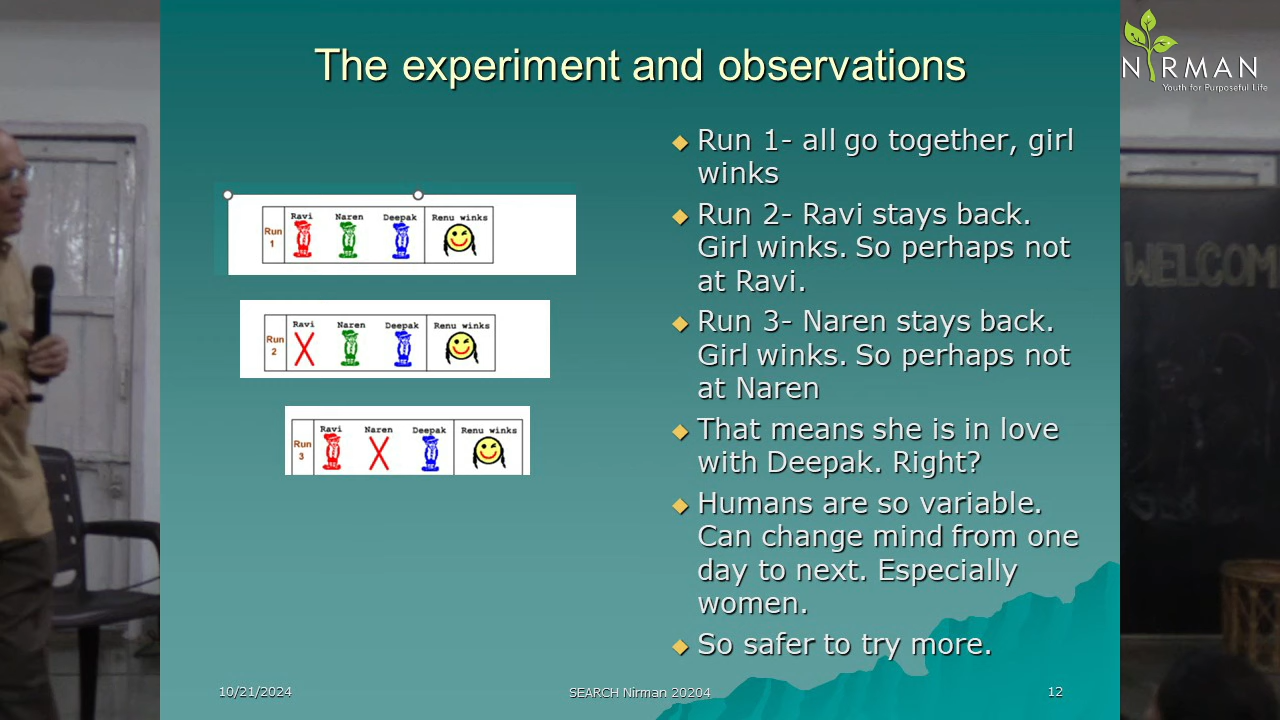 The experiment and observations
NIRMAN
Youth for Purposeful Life
Run 1- all go together, girl
winks
Run 2- Ravi stays back.
Girl winks. So perhaps not
at Ravi.
Run 3- Naren stays back.
Girl winks. So perhaps not
at Naren
That means she is in love
with Deepak. Right?
Humans are so variable.
Can change mind from one
day to next. Especially
women.
So safer to try more.
Ravi Naren Deepak Renu winks
Run
1
Ravi Naren Deepak Renu winks
Run
2
Ravi Naren Deepak Renu winks
Run
3
WELCOM
10/21/2024
SEARCH Nirman 20204
12